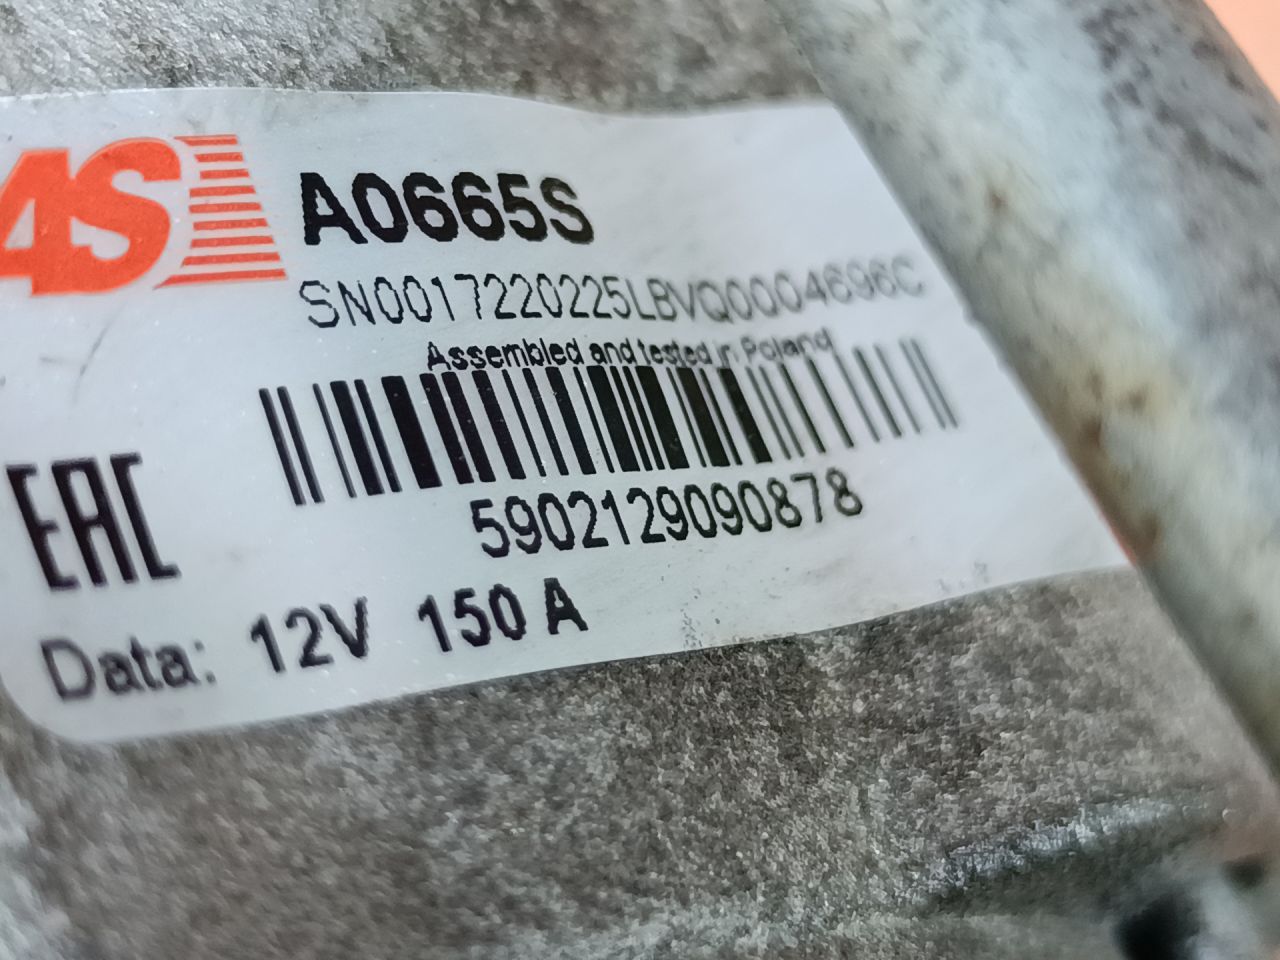 AS
A0665S
SN0017220225LBVQ0004696C
Assembled and tested in Poland
EAC
5902129090878
Data: 12V 150 A